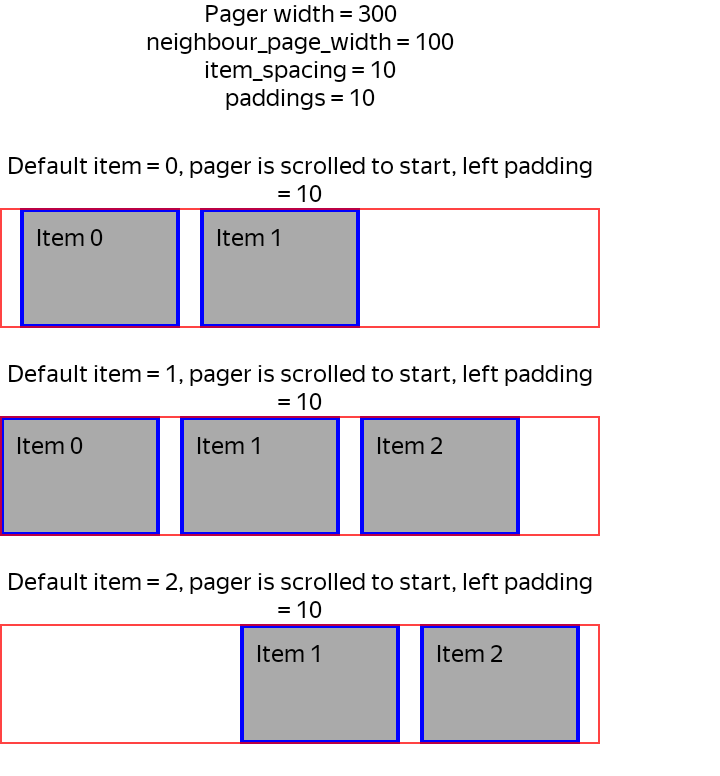 Pager width = 300
neighbour_page_width = 100
item_spacing = 10
paddings = 10
Default item = 0, pager is scrolled to start, left padding
= 10
Item 0 Item 1
Default item = 1, pager is scrolled to start, left padding
= 10
Item 0 Item 1 Item 2
Default item = 2, pager is scrolled to start, left padding
= 10
Item 1 Item 2